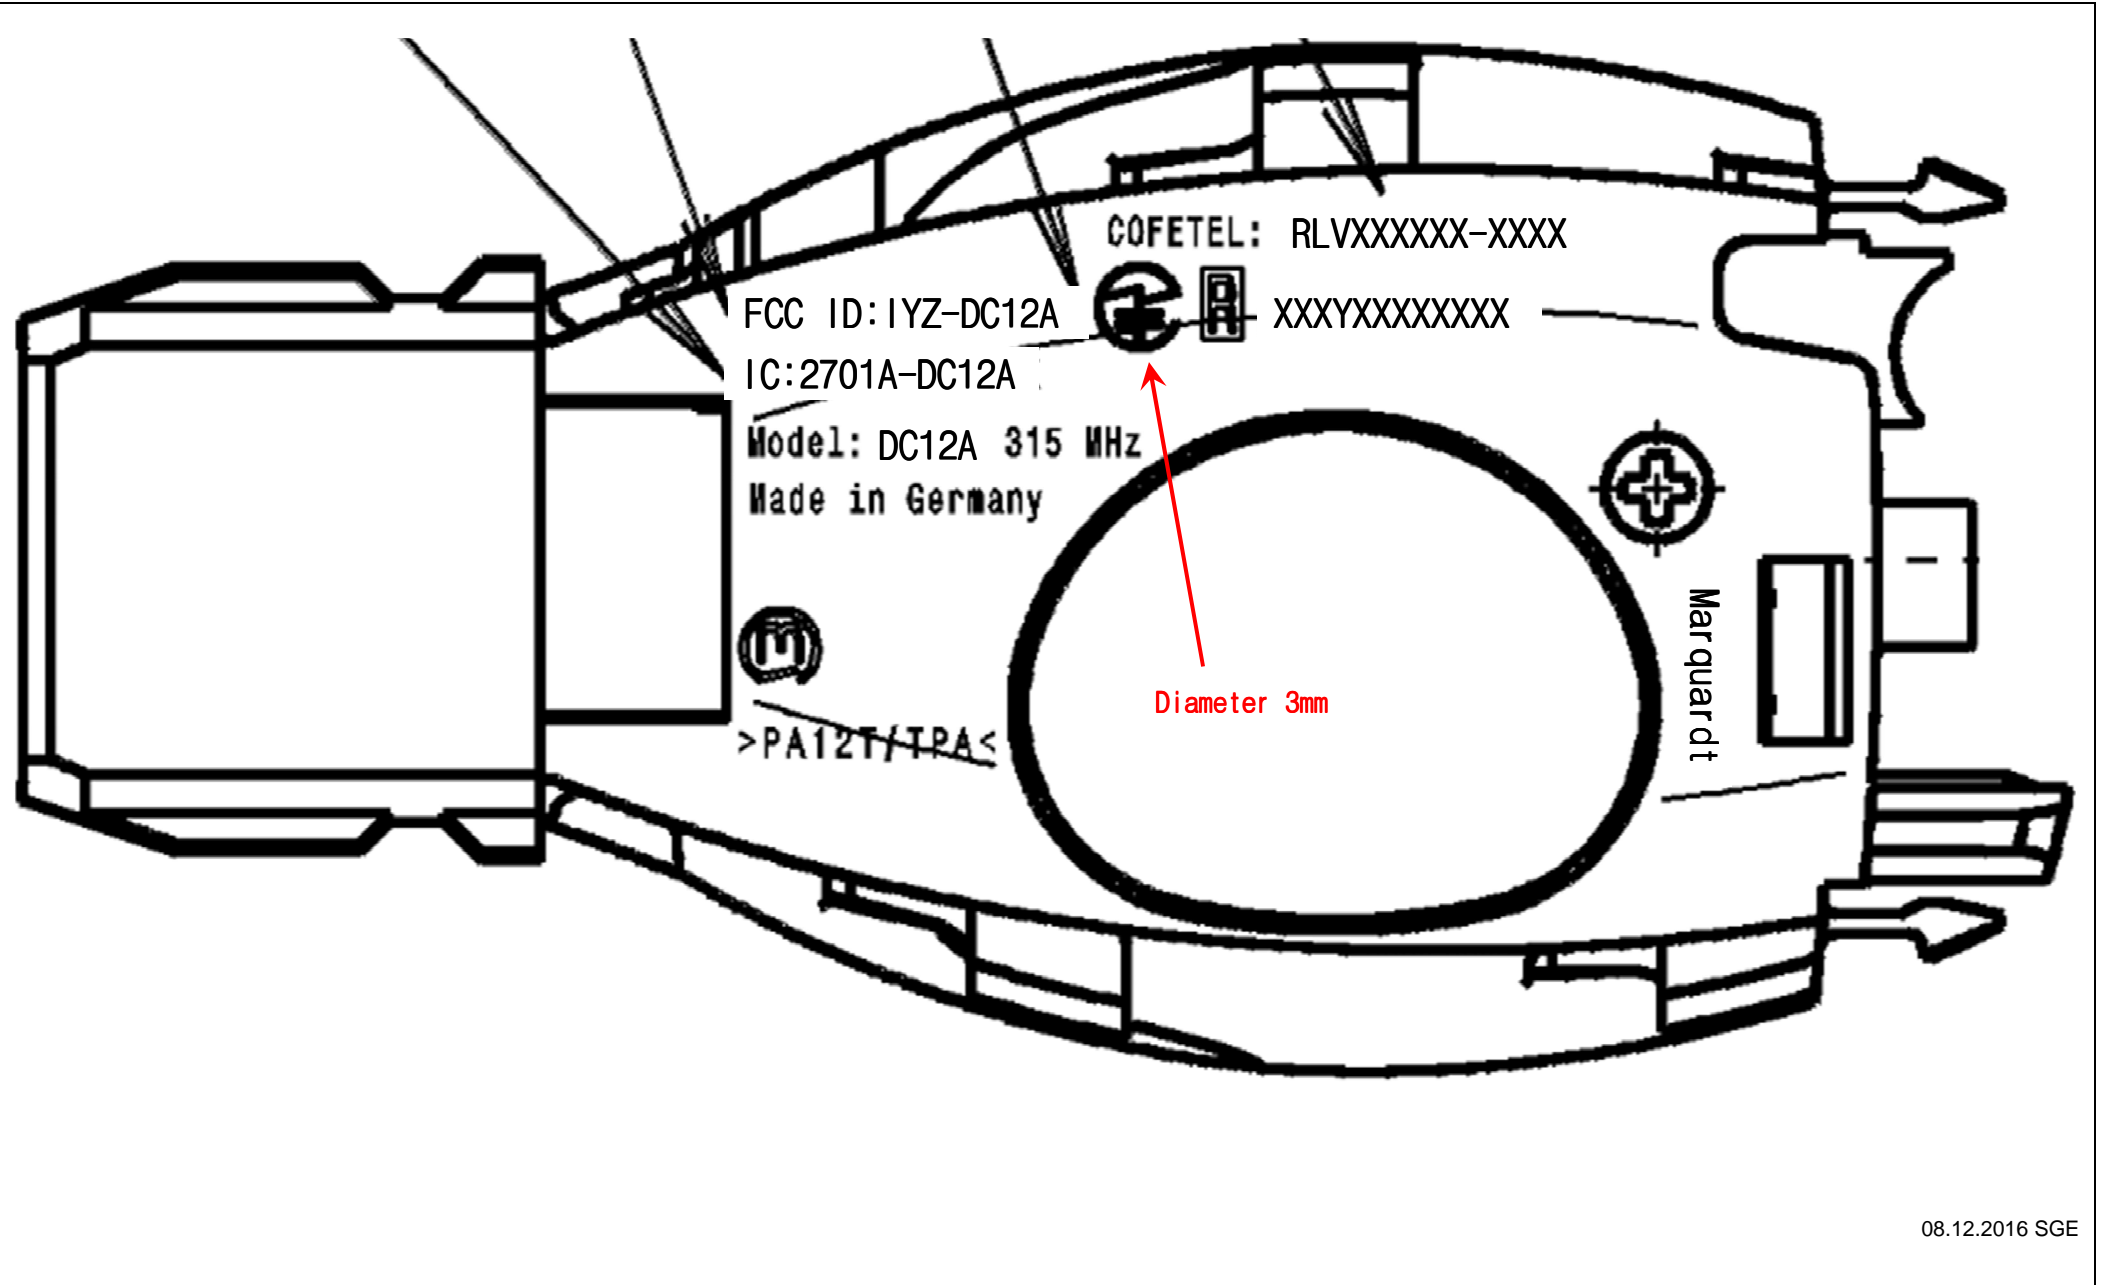 COFETEL: RLVXXXXXX-XXXX
FCC ID:IYZ-DC12A R XXXYXXXXXXXX
IC:2701A-DC12A
Model: DC12A 315 MHz
Made in Germany
Marquardt
Diameter 3mm
>PA12T/TPA<
08.12.2016 SGE